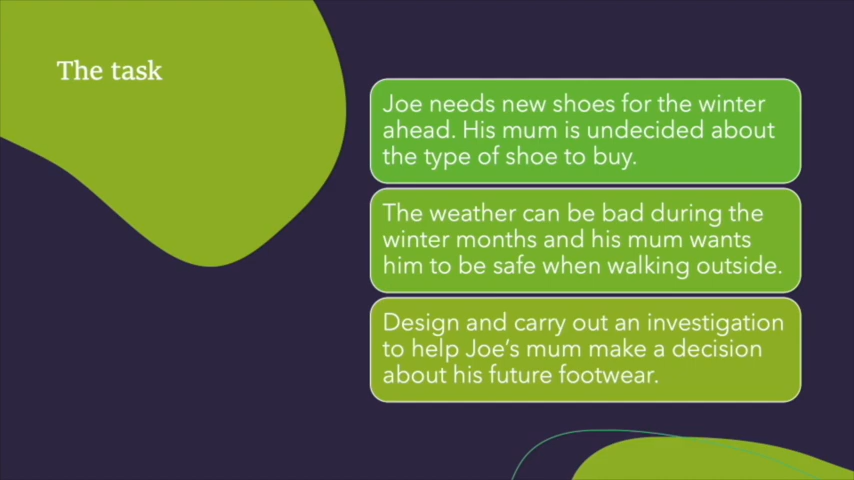 The task
Joe needs new shoes for the winter
ahead. His mum is undecided about
the type of shoe to buy.
The weather can be bad during the
winter months and his mum wants
him to be safe when walking outside.
Design and carry out an investigation
to help Joe’s mum make a decision
about his future footwear.